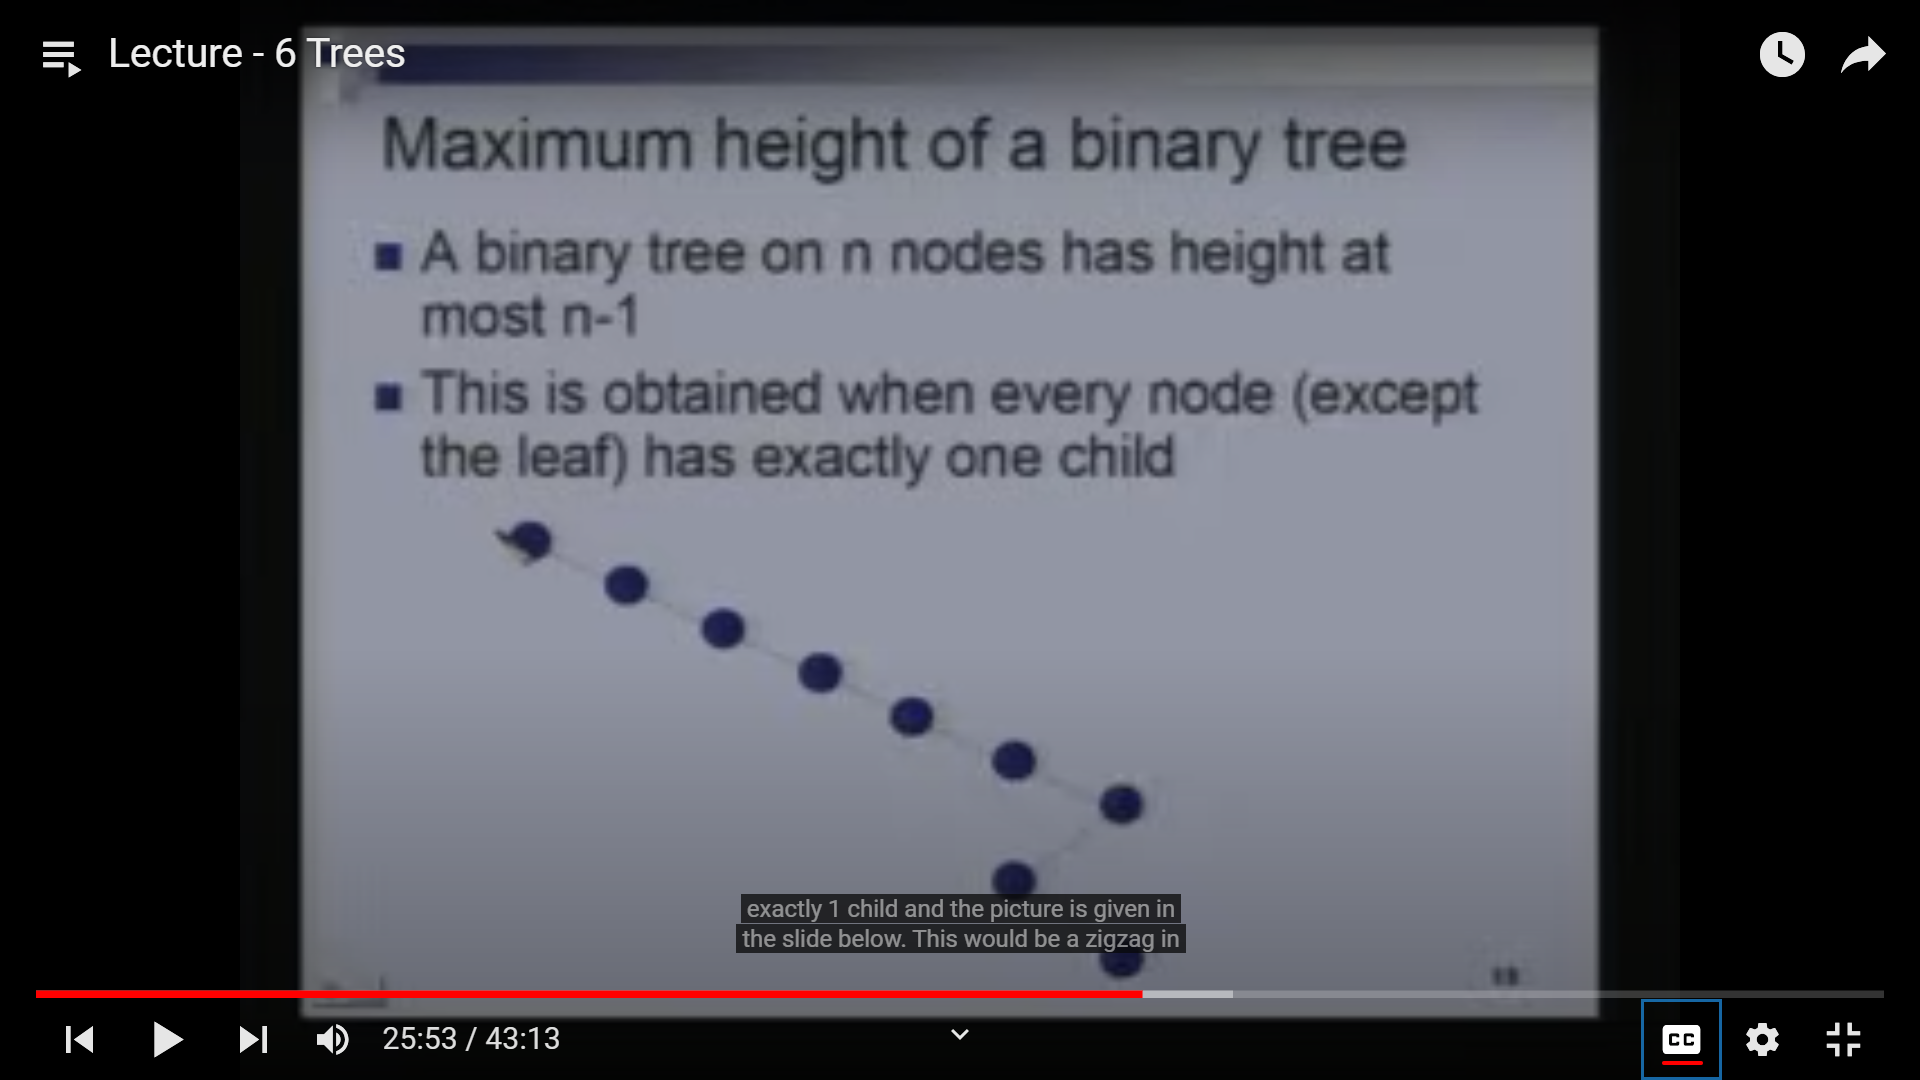 Lecture - 6 Trees
Maximum height of a binary tree
A binary tree on n nodes has height at
most n-1
This is obtained when every node (except
the leaf) has exactly one child
exactly 1 child and the picture is given in
the slide below. This would be a zigzag in
25:53 / 43:13
CC